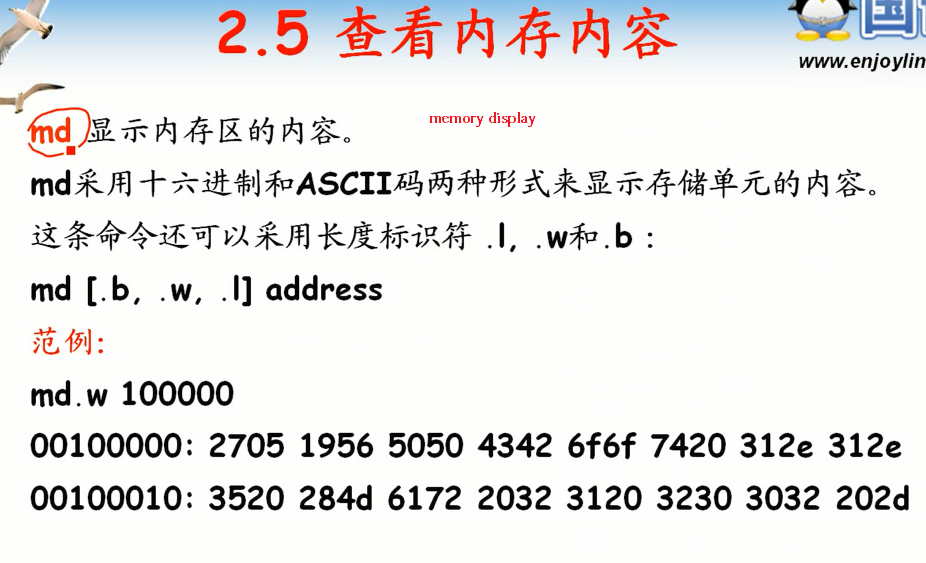 2.5 查看内存内容
www.enjoylin
md 显示内存区的内容。
memory display
md采用十六进制和ASCII码两种形式来显示存储单元的内容。
这条命令还可以采用长度标识符 .l, .w和.b :
md [.b, .w, .l] address
范例:
md.w 100000
00100000: 2705 1956 5050 4342 6f6f 7420 312e 312e
00100010: 3520 284d 6172 2032 3120 3230 3032 202d